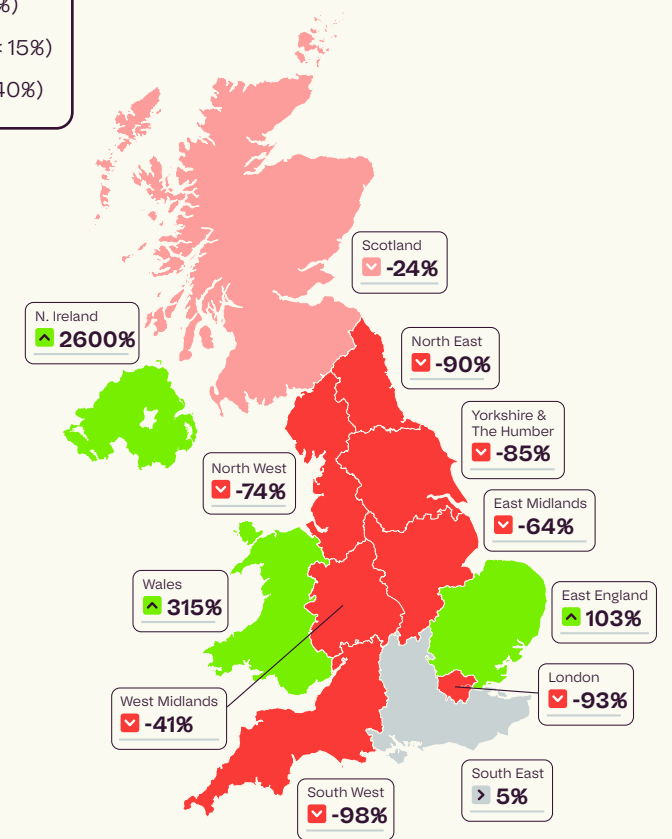 %)
15%)
40%)
Scotland
-24%
N. Ireland
2600%
North East
-90%
Yorkshire &
The Humber
-85%
North West
-74%
East Midlands
-64%
Wales
315%
East England
103%
London
-93%
West Midlands
-41%
South East
5%
South West
-98%